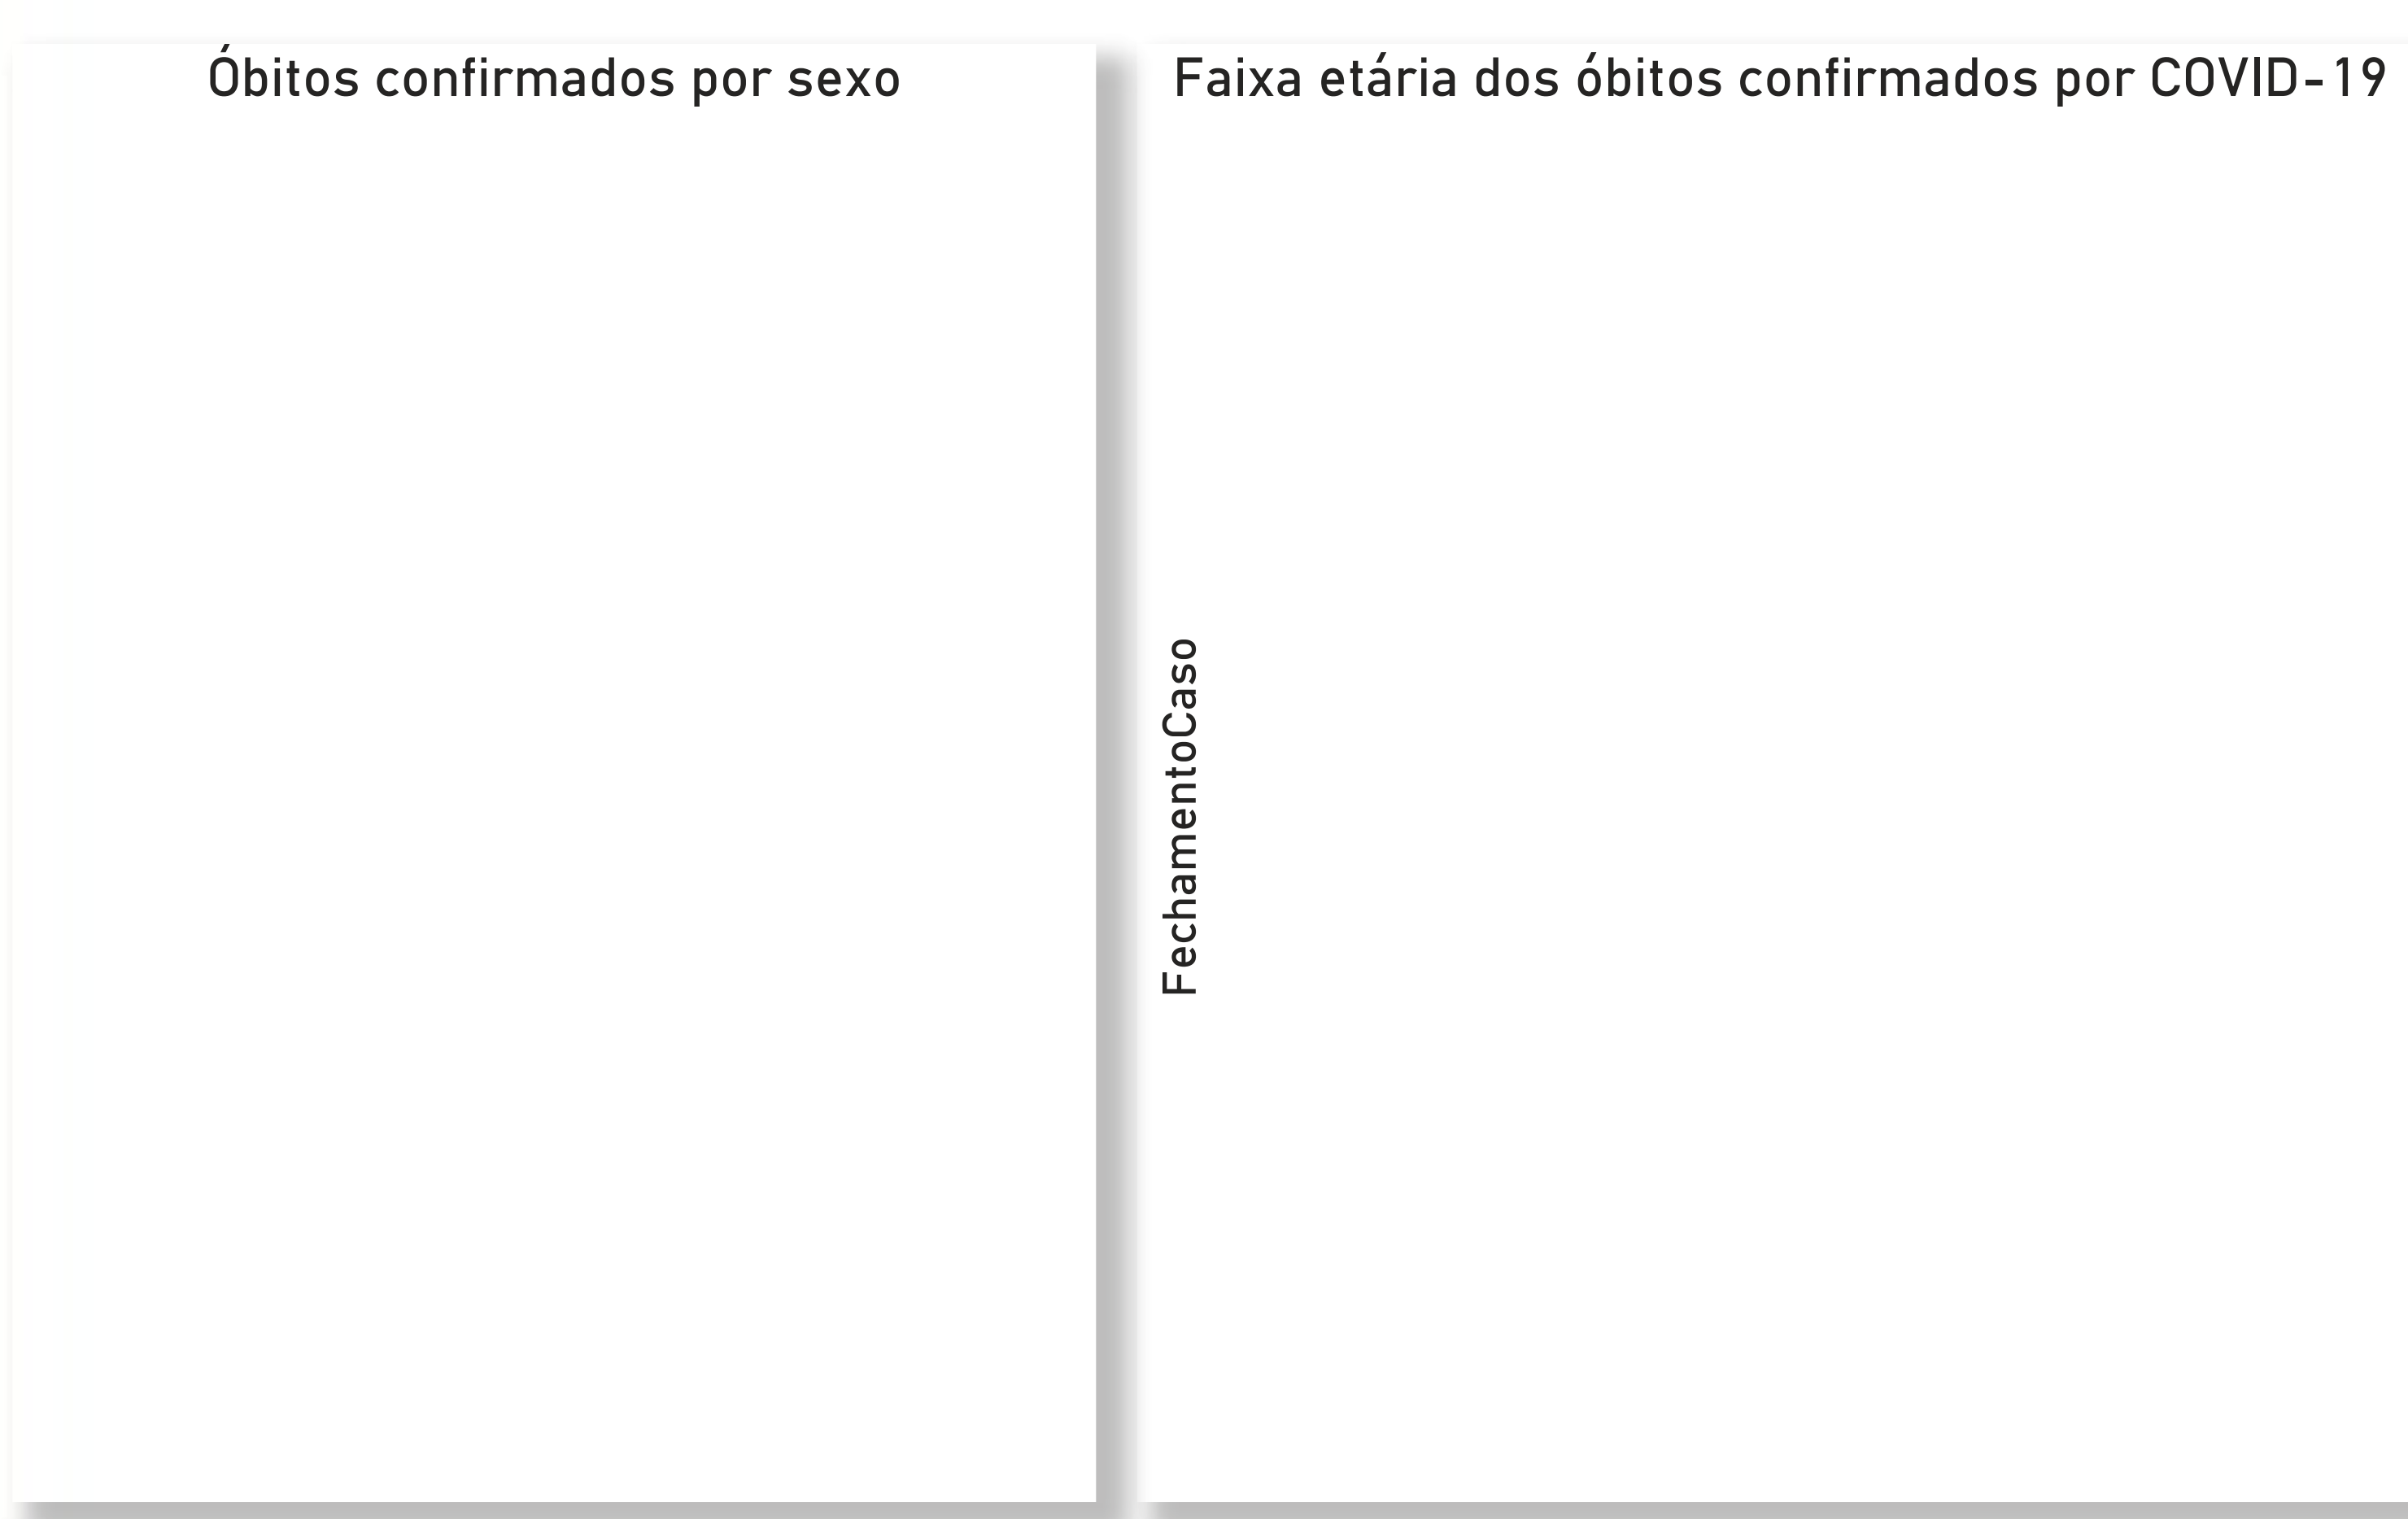 Óbitos confirmados por sexo
Faixa etária dos óbitos confirmados por COVID-19
FechamentoCaso